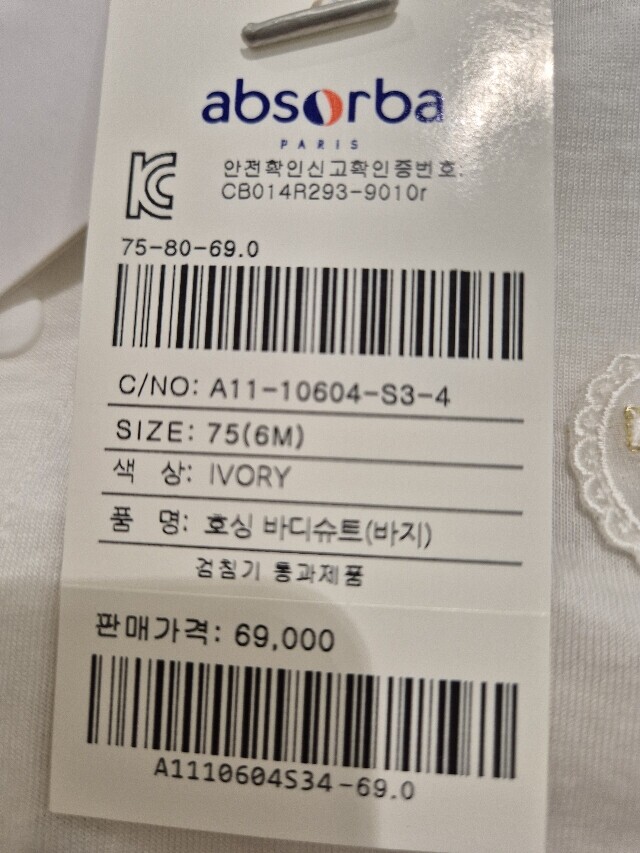 absorba
PARIS
안전확인신고확인증번호.
CB014R293-9010r
75-80-69.0
C/NO: A11-10604-S3-4
SIZE: 75(6M)
색 상: IVORY
품 명: 호싱 바디슈트(바지)
검침기 통과제품
판매가격: 69,000
A1110604S34-69.0